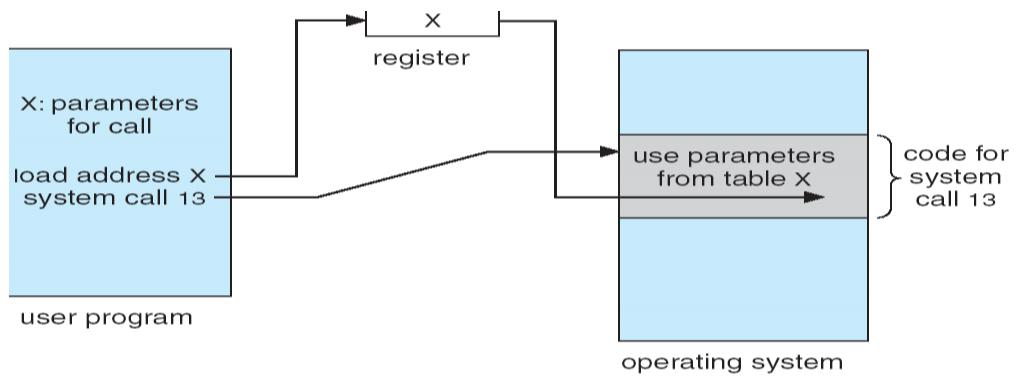 X
register
X: parameters
for call
load address X
system call 13
use parameters
from table X
code for
system
call 13
user program
operating system